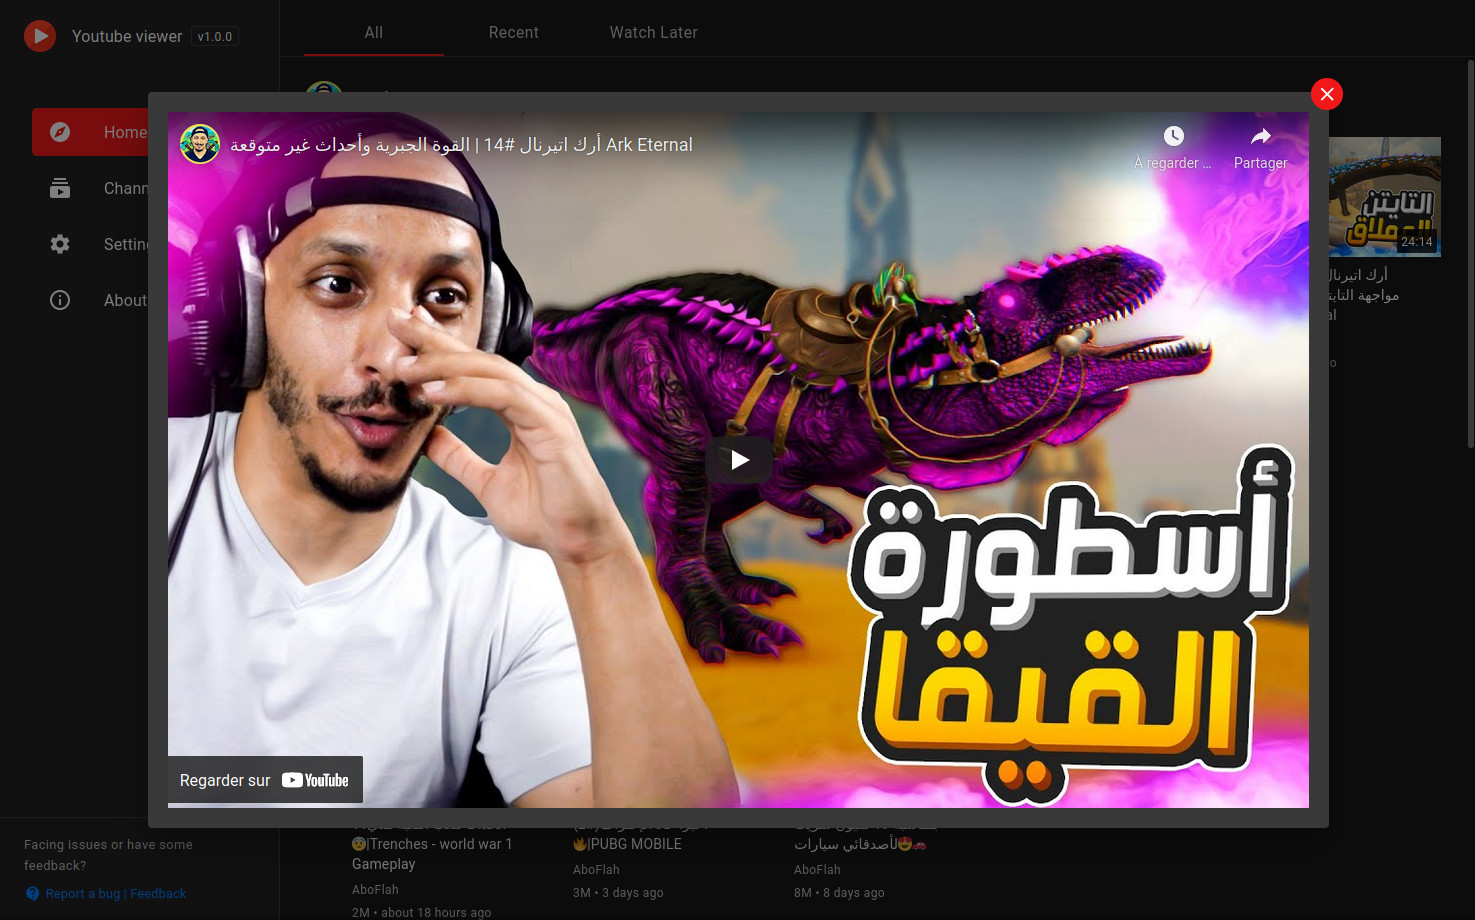 Youtube viewer v1.0.0
All Recent Watch Later
Home
Settin
About
أرك اتيرنال #14 | القوة الجبرية وأحداث غير متوقعة Ark Eternal
À regarder ...
Partager
التايتن
العملاق
24:14
أرك اتيرنال
مواجهة التايت
أسطورة
القيقا
Regarder sur YouTube
Facing issues or have some
feedback?
Report a bug | Feedback
😨|Trenches - world war 1
Gameplay
AboFlah
2M • about 18 hours ago
🔥|PUBG MOBILE
AboFlah
3M • 3 days ago
لأصدقائي سيارات😍🚗
AboFlah
8M • 8 days ago